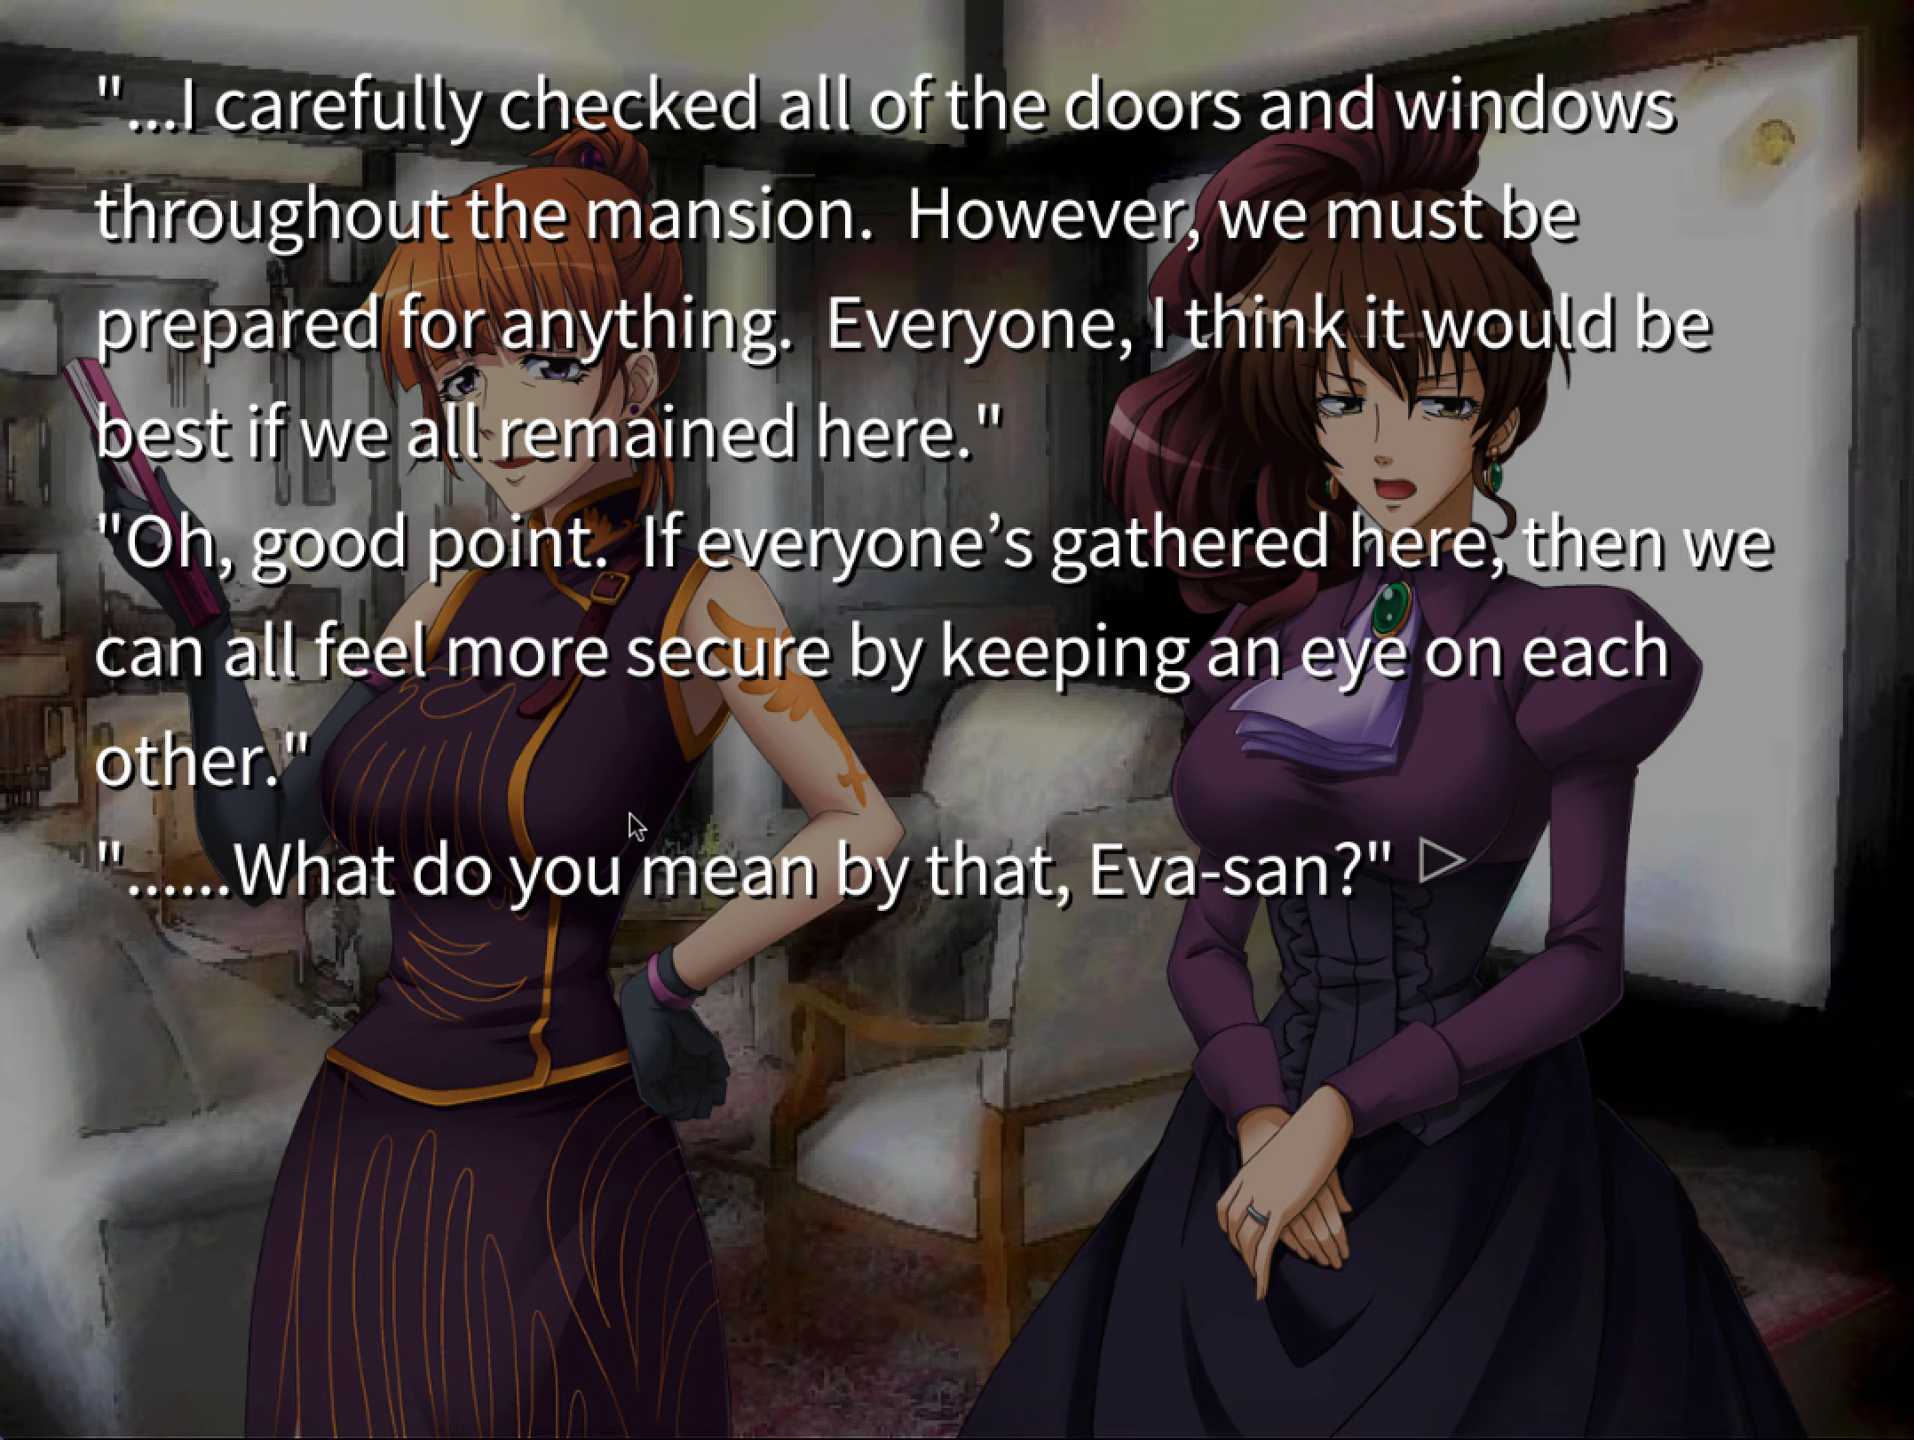 "...I carefully checked all of the doors and windows
throughout the mansion.  However, we must be
prepared for anything.  Everyone, I think it would be
best if we all remained here."
"Oh, good point.  If everyone’s gathered here, then we
can all feel more secure by keeping an eye on each
other."
"......What do you mean by that, Eva-san?"